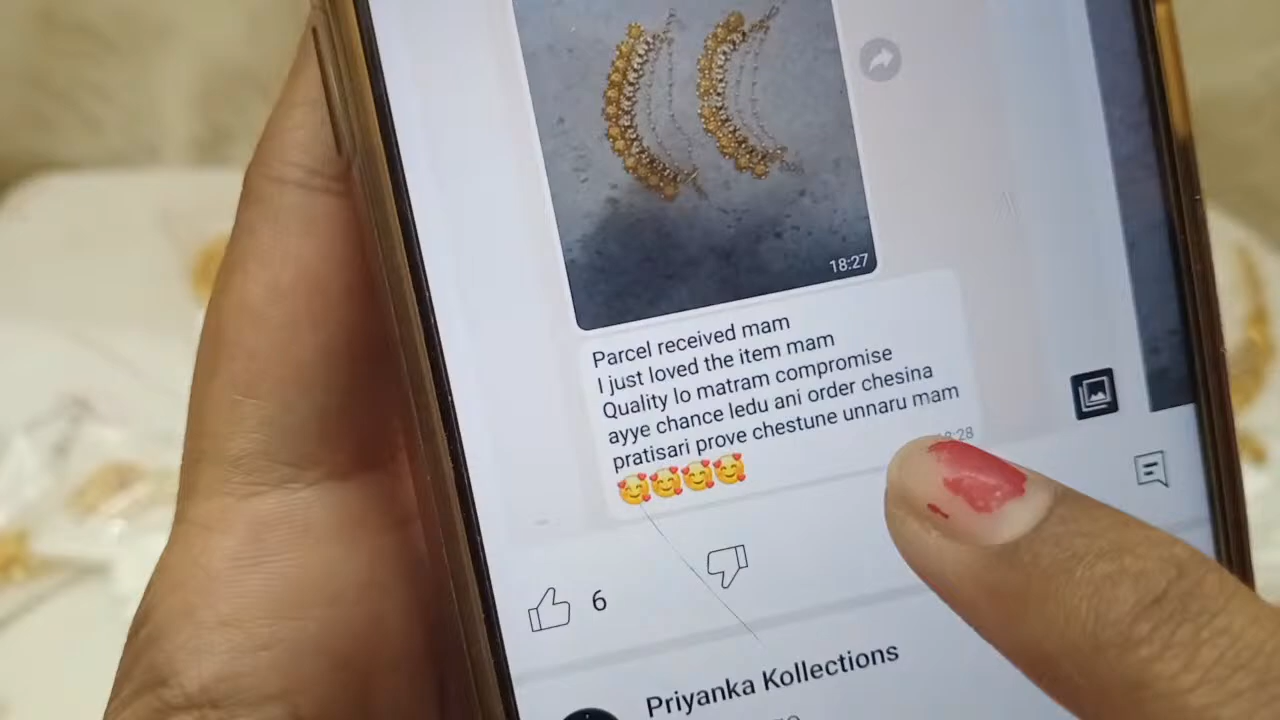 18:27
Parcel received mam
I just loved the item mam
Quality lo matram compromise
ayye chance ledu ani order chesina
pratisari prove chestune unnaru mam
🥰🥰🥰🥰
6
Priyanka Kollections